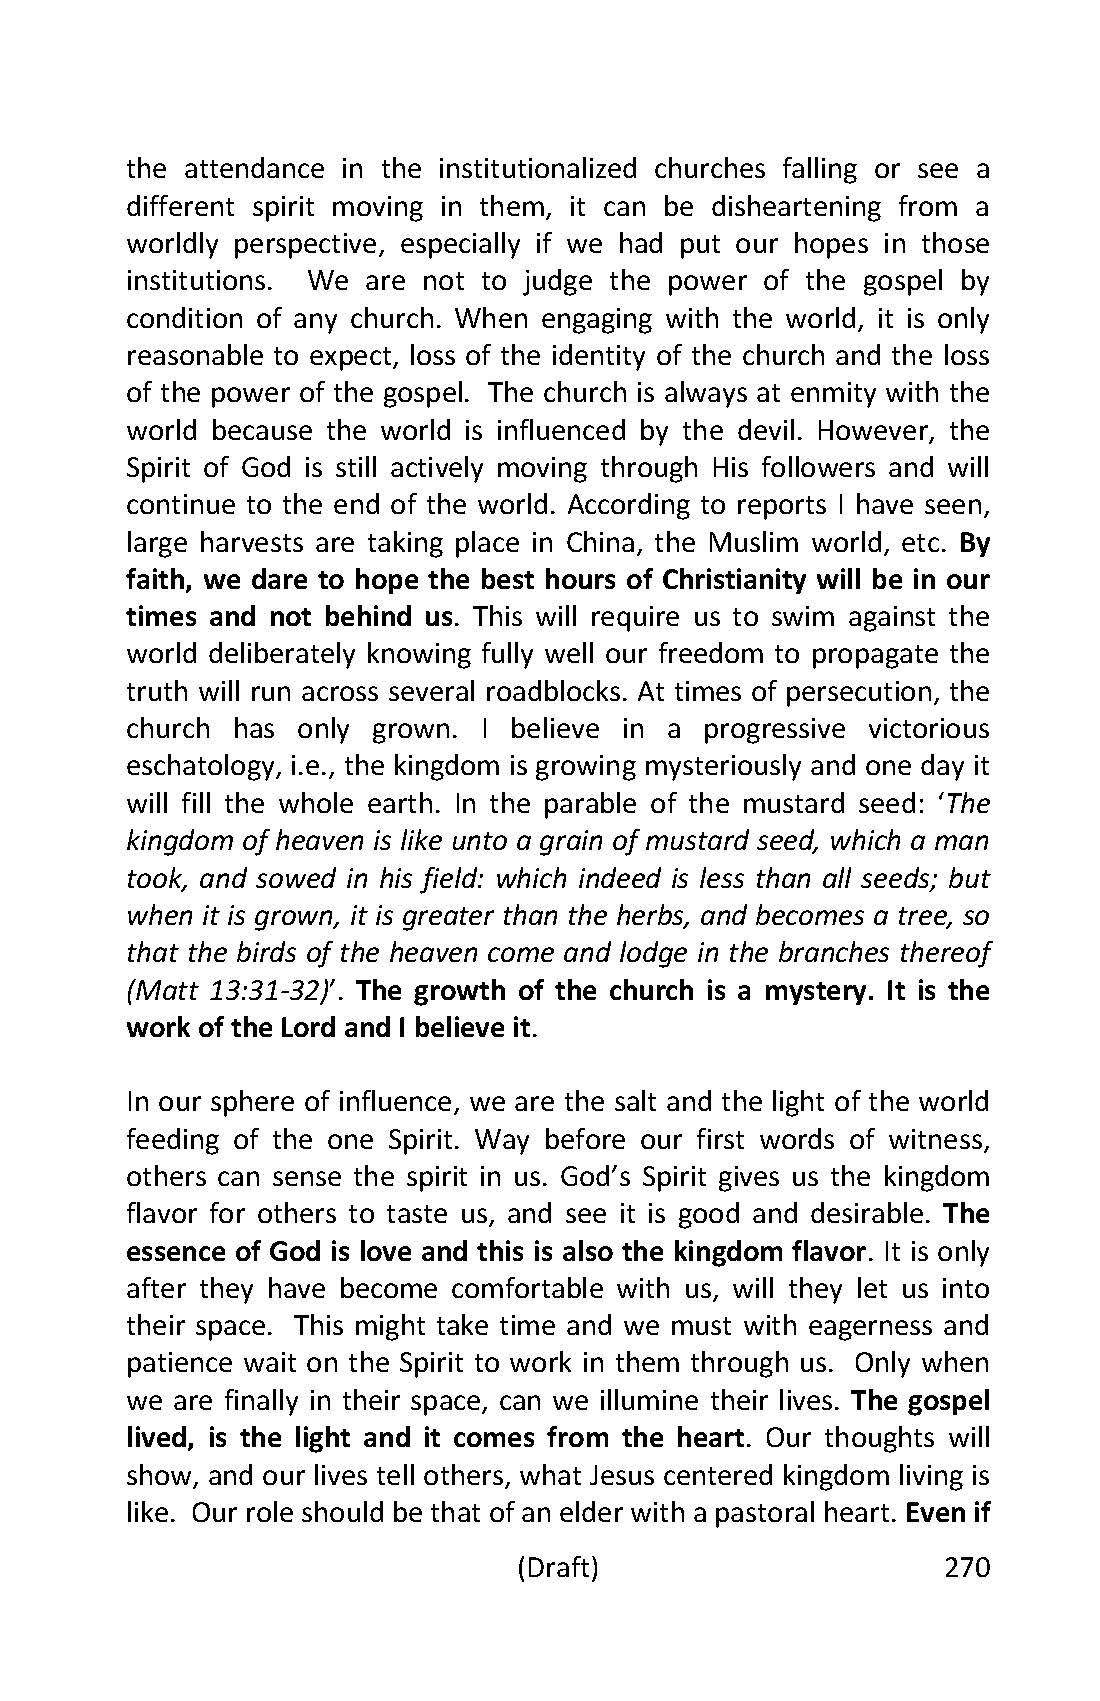 the attendance in the institutionalized churches falling or see a
different spirit moving in them, it can be disheartening from a
worldly perspective, especially if we had put our hopes in those
institutions. We are not to judge the power of the gospel by
condition of any church. When engaging with the world, it is only
reasonable to expect, loss of the identity of the church and the loss
of the power of the gospel. The church is always at enmity with the
world because the world is influenced by the devil. However, the
Spirit of God is still actively moving through His followers and will
continue to the end of the world. According to reports I have seen,
large harvests are taking place in China, the Muslim world, etc. By
faith, we dare to hope the best hours of Christianity will be in our
times and not behind us. This will require us to swim against the
world deliberately knowing fully well our freedom to propagate the
truth will run across several roadblocks. At times of persecution, the
church has only grown. I believe in a progressive victorious
eschatology, i.e., the kingdom is growing mysteriously and one day it
will fill the whole earth. In the parable of the mustard seed: ‘The
kingdom of heaven is like unto a grain of mustard seed, which a man
took, and sowed in his field: which indeed is less than all seeds; but
when it is grown, it is greater than the herbs, and becomes a tree, so
that the birds of the heaven come and lodge in the branches thereof
(Matt 13:31-32)’. The growth of the church is a mystery. It is the
work of the Lord and I believe it.
In our sphere of influence, we are the salt and the light of the world
feeding of the one Spirit. Way before our first words of witness,
others can sense the spirit in us. God’s Spirit gives us the kingdom
flavor for others to taste us, and see it is good and desirable. The
essence of God is love and this is also the kingdom flavor. It is only
after they have become comfortable with us, will they let us into
their space. This might take time and we must with eagerness and
patience wait on the Spirit to work in them through us. Only when
we are finally in their space, can we illumine their lives. The gospel
lived, is the light and it comes from the heart. Our thoughts will
show, and our lives tell others, what Jesus centered kingdom living is
like. Our role should be that of an elder with a pastoral heart. Even if
(Draft) 270